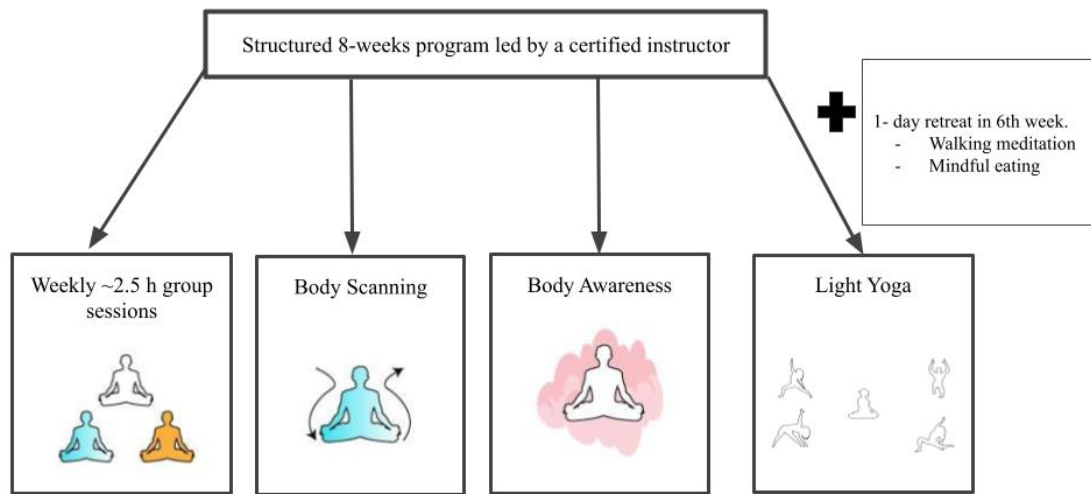 Structured 8-weeks program led by a certified instructor
1- day retreat in 6th week.
- Walking meditation
- Mindful eating
Weekly ~2.5 h group
sessions
Body Scanning
Body Awareness
Light Yoga